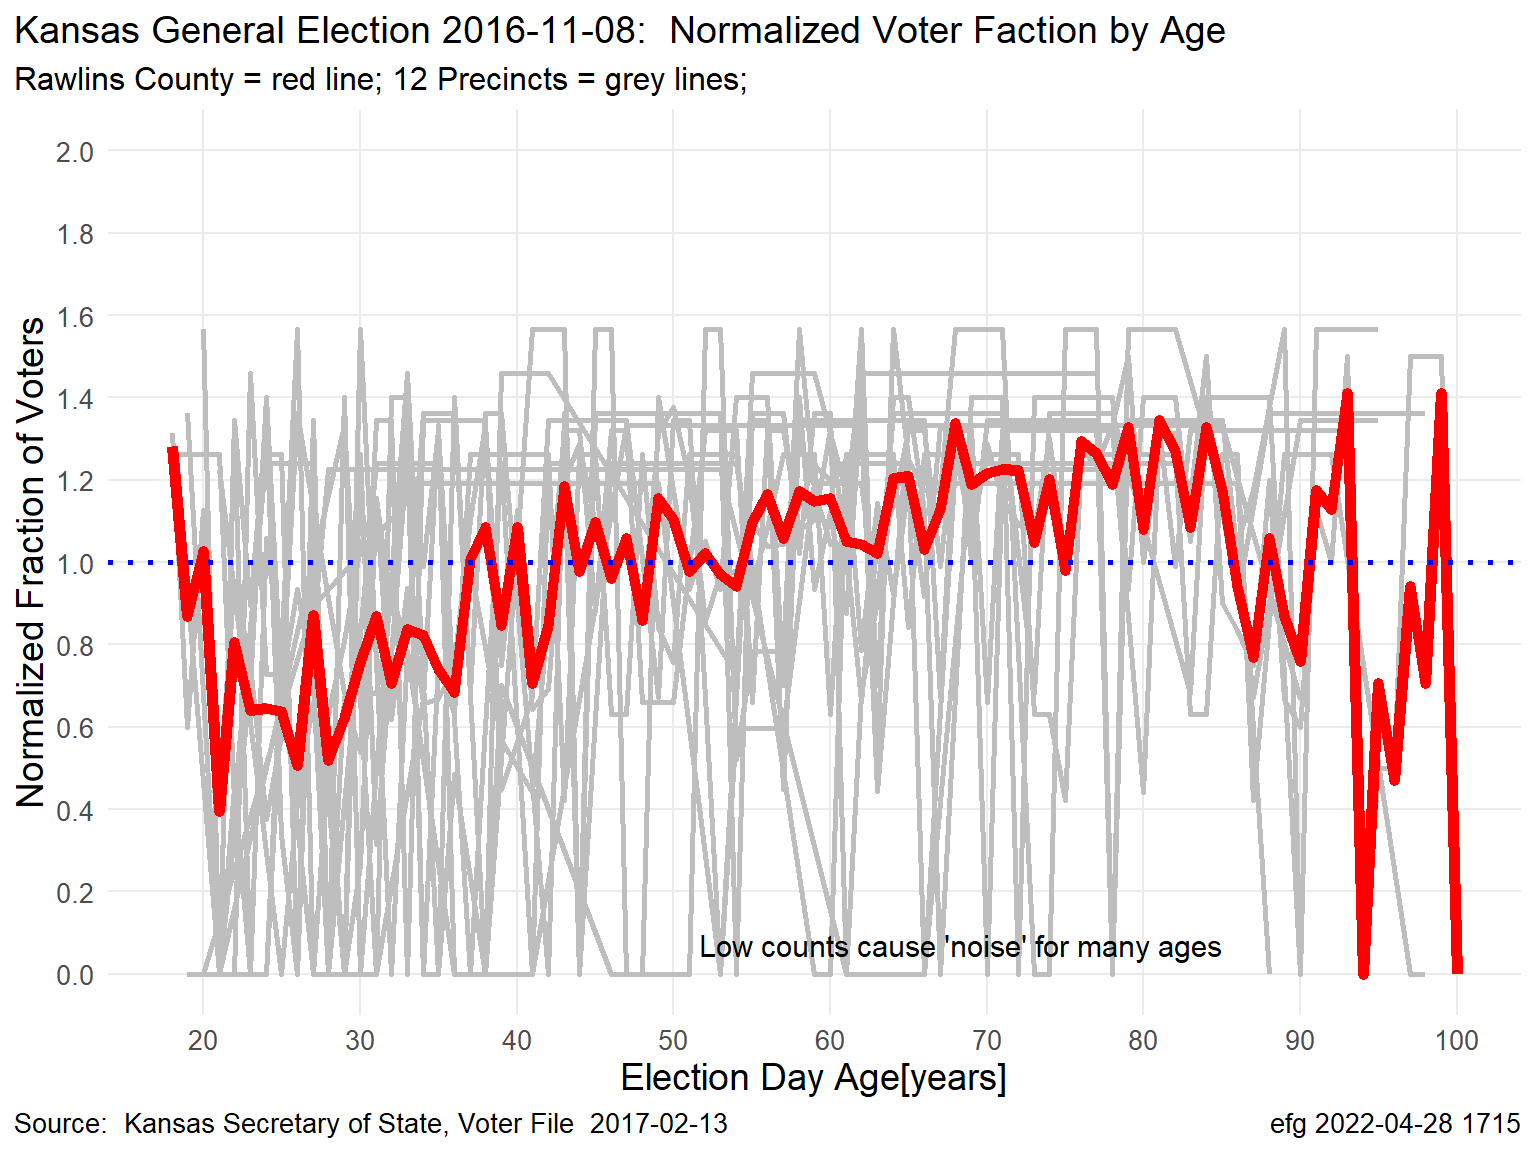 Kansas General Election 2016-11-08:  Normalized Voter Faction by Age
Rawlins County = red line; 12 Precincts = grey lines;
Normalized Fraction of Voters
2.0
1.8
1.6
1.4
1.2
1.0
0.8
0.6
0.4
0.2
0.0
Low counts cause 'noise' for many ages
20 30 40 50 60 70 80 90 100
Election Day Age[years]
Source:  Kansas Secretary of State, Voter File  2017-02-13
efg 2022-04-28 1715